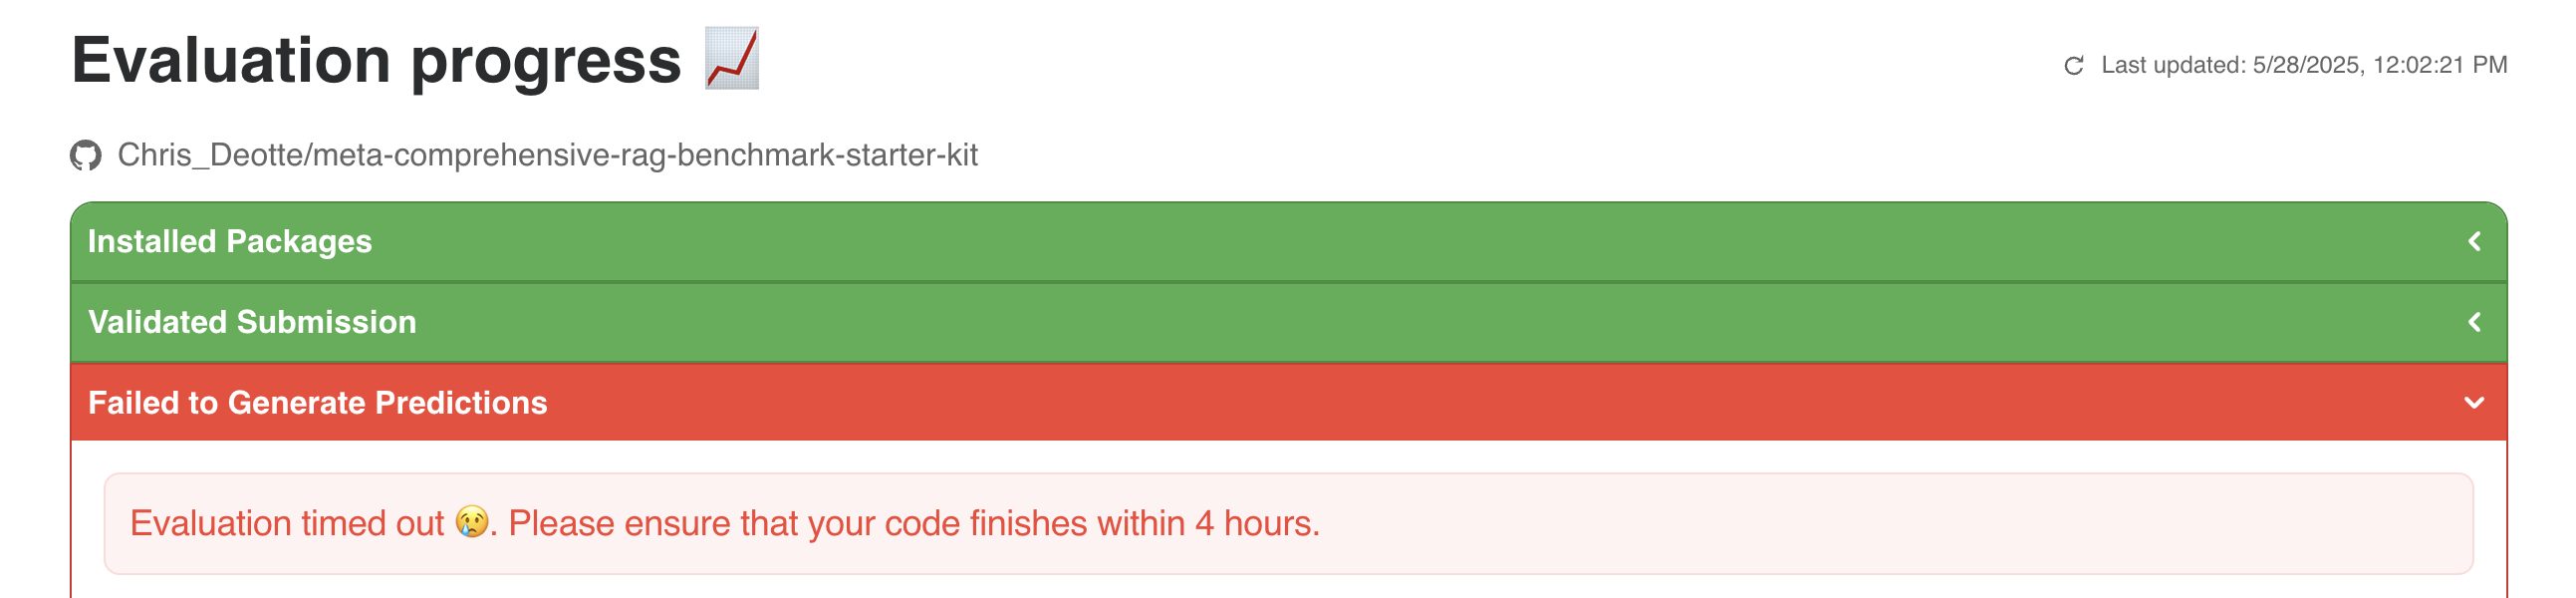 Evaluation progress 📈
Last updated: 5/28/2025, 12:02:21 PM
Chris_Deotte/meta-comprehensive-rag-benchmark-starter-kit
Installed Packages
Validated Submission
Failed to Generate Predictions
Evaluation timed out 😢. Please ensure that your code finishes within 4 hours.